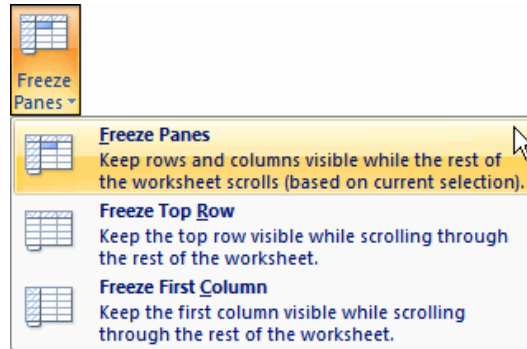 Freeze
Panes
Freeze Panes
Keep rows and columns visible while the rest of
the worksheet scrolls (based on current selection).
Freeze Top Row
Keep the top row visible while scrolling through
the rest of the worksheet.
Freeze First Column
Keep the first column visible while scrolling
through the rest of the worksheet.